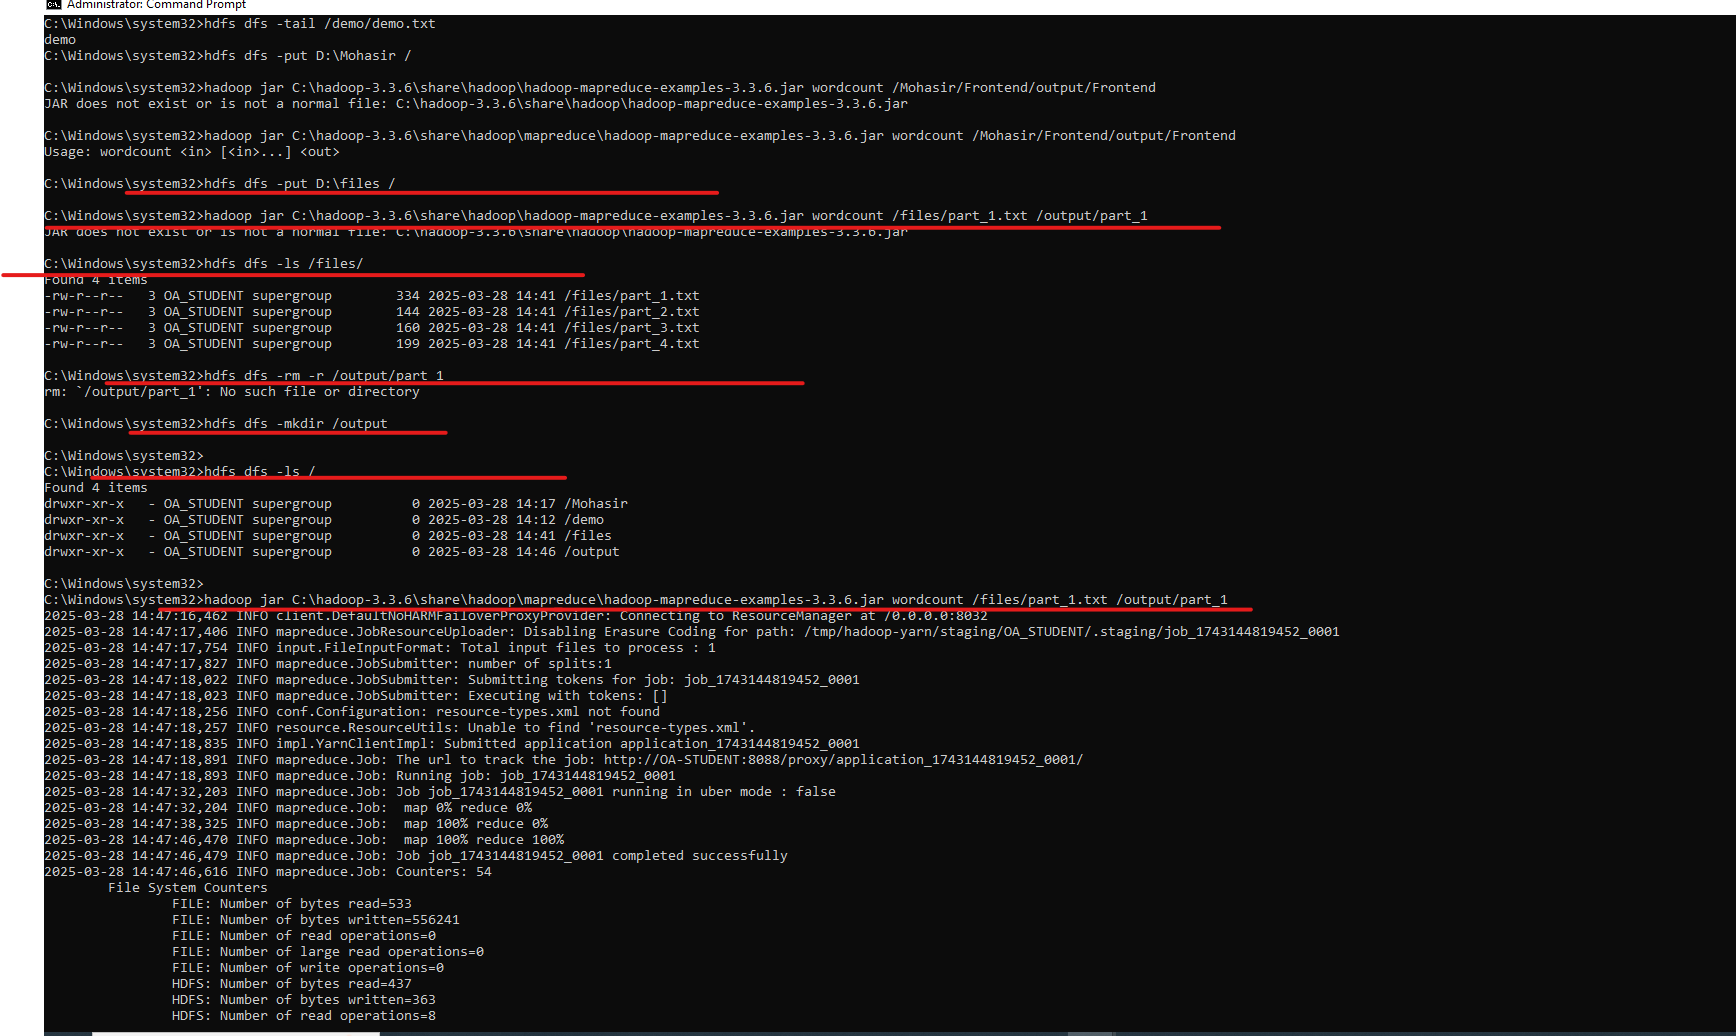 Administrator: Command Prompt
C:\Windows\system32>hdfs dfs -tail /demo/demo.txt
demo
C:\Windows\system32>hdfs dfs -put D:\Mohasir /
C:\Windows\system32>hadoop jar C:\hadoop-3.3.6\share\hadoop\hadoop-mapreduce-examples-3.3.6.jar wordcount /Mohasir/Frontend/output/Frontend
JAR does not exist or is not a normal file: C:\hadoop-3.3.6\share\hadoop\hadoop-mapreduce-examples-3.3.6.jar
C:\Windows\system32>hadoop jar C:\hadoop-3.3.6\share\hadoop\mapreduce\hadoop-mapreduce-examples-3.3.6.jar wordcount /Mohasir/Frontend/output/Frontend
Usage: wordcount <in> [<in>...] <out>
C:\Windows\system32>hdfs dfs -put D:\files /
C:\Windows\system32>hadoop jar C:\hadoop-3.3.6\share\hadoop\hadoop-mapreduce-examples-3.3.6.jar wordcount /files/part_1.txt /output/part_1
JAR does not exist or is not a normal file: C:\hadoop-3.3.6\share\hadoop\hadoop-mapreduce-examples-3.3.6.jar
C:\Windows\system32>hdfs dfs -ls /files/
Found 4 items
-rw-r--r--   3 OA_STUDENT supergroup        334 2025-03-28 14:41 /files/part_1.txt
-rw-r--r--   3 OA_STUDENT supergroup        144 2025-03-28 14:41 /files/part_2.txt
-rw-r--r--   3 OA_STUDENT supergroup        160 2025-03-28 14:41 /files/part_3.txt
-rw-r--r--   3 OA_STUDENT supergroup        199 2025-03-28 14:41 /files/part_4.txt
C:\Windows\system32>hdfs dfs -rm -r /output/part_1
rm: `/output/part_1': No such file or directory
C:\Windows\system32>hdfs dfs -mkdir /output
C:\Windows\system32>
C:\Windows\system32>hdfs dfs -ls /
Found 4 items
drwxr-xr-x   - OA_STUDENT supergroup          0 2025-03-28 14:17 /Mohasir
drwxr-xr-x   - OA_STUDENT supergroup          0 2025-03-28 14:12 /demo
drwxr-xr-x   - OA_STUDENT supergroup          0 2025-03-28 14:41 /files
drwxr-xr-x   - OA_STUDENT supergroup          0 2025-03-28 14:46 /output
C:\Windows\system32>
C:\Windows\system32>hadoop jar C:\hadoop-3.3.6\share\hadoop\mapreduce\hadoop-mapreduce-examples-3.3.6.jar wordcount /files/part_1.txt /output/part_1
2025-03-28 14:47:16,462 INFO client.DefaultNoHARMFailoverProxyProvider: Connecting to ResourceManager at /0.0.0.0:8032
2025-03-28 14:47:17,406 INFO mapreduce.JobResourceUploader: Disabling Erasure Coding for path: /tmp/hadoop-yarn/staging/OA_STUDENT/.staging/job_1743144819452_0001
2025-03-28 14:47:17,754 INFO input.FileInputFormat: Total input files to process : 1
2025-03-28 14:47:17,827 INFO mapreduce.JobSubmitter: number of splits:1
2025-03-28 14:47:18,022 INFO mapreduce.JobSubmitter: Submitting tokens for job: job_1743144819452_0001
2025-03-28 14:47:18,023 INFO mapreduce.JobSubmitter: Executing with tokens: []
2025-03-28 14:47:18,256 INFO conf.Configuration: resource-types.xml not found
2025-03-28 14:47:18,257 INFO resource.ResourceUtils: Unable to find 'resource-types.xml'.
2025-03-28 14:47:18,835 INFO impl.YarnClientImpl: Submitted application application_1743144819452_0001
2025-03-28 14:47:18,891 INFO mapreduce.Job: The url to track the job: http://OA-STUDENT:8088/proxy/application_1743144819452_0001/
2025-03-28 14:47:18,893 INFO mapreduce.Job: Running job: job_1743144819452_0001
2025-03-28 14:47:32,203 INFO mapreduce.Job: Job job_1743144819452_0001 running in uber mode : false
2025-03-28 14:47:32,204 INFO mapreduce.Job:  map 0% reduce 0%
2025-03-28 14:47:38,325 INFO mapreduce.Job:  map 100% reduce 0%
2025-03-28 14:47:46,470 INFO mapreduce.Job:  map 100% reduce 100%
2025-03-28 14:47:46,479 INFO mapreduce.Job: Job job_1743144819452_0001 completed successfully
2025-03-28 14:47:46,616 INFO mapreduce.Job: Counters: 54
File System Counters
FILE: Number of bytes read=533
FILE: Number of bytes written=556241
FILE: Number of read operations=0
FILE: Number of large read operations=0
FILE: Number of write operations=0
HDFS: Number of bytes read=437
HDFS: Number of bytes written=363
HDFS: Number of read operations=8